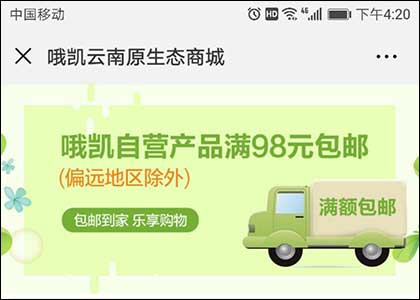 中国移动 HD 4G 下午4:20
哦凯云南原生态商城
哦凯自营产品满98元包邮
(偏远地区除外)
包邮到家 乐享购物
满额包邮